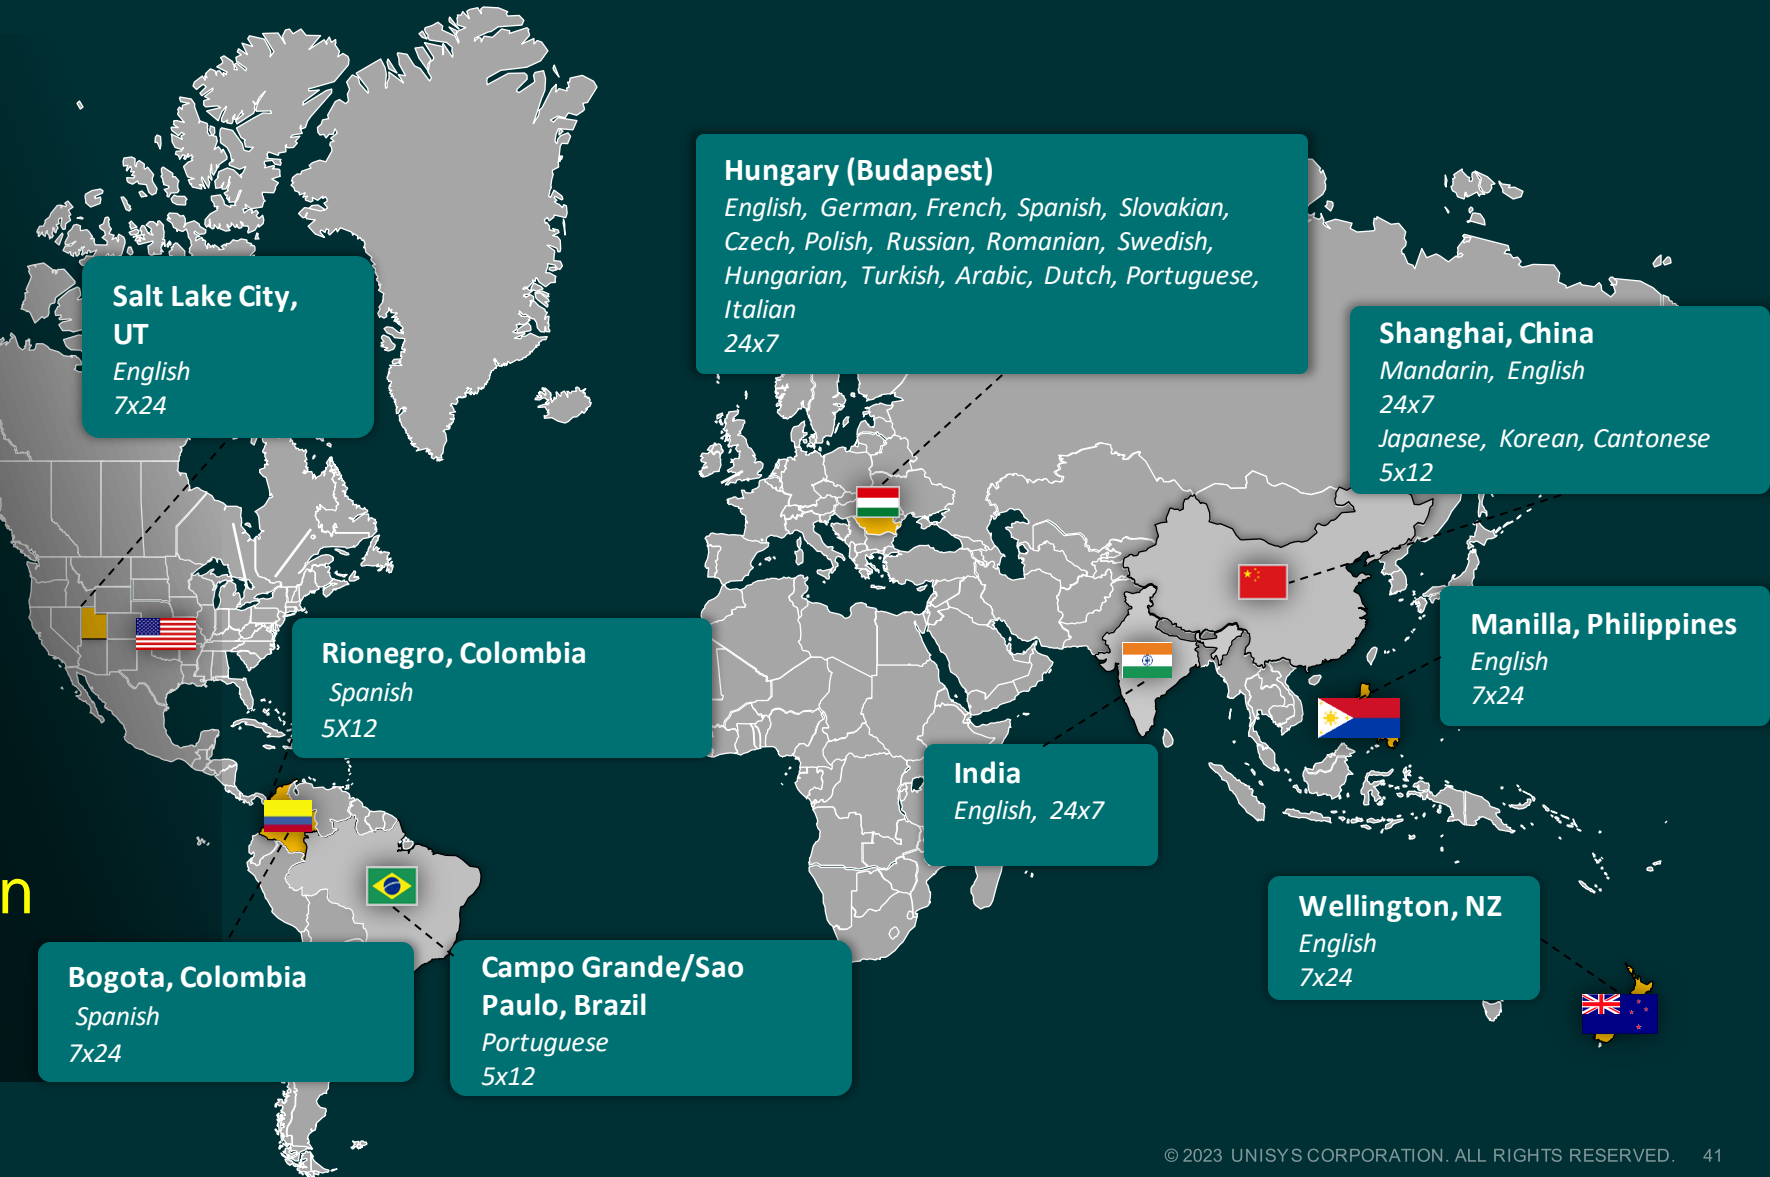 Hungary (Budapest)
English, German, French, Spanish, Slovakian,
Czech, Polish, Russian, Romanian, Swedish,
Hungarian, Turkish, Arabic, Dutch, Portuguese,
Italian
24x7
Salt Lake City,
UT
English
7x24
Shanghai, China
Mandarin, English
24x7
Japanese, Korean, Cantonese
5x12
Manilla, Philippines
English
7x24
Rionegro, Colombia
Spanish
5X12
India
English, 24x7
n
Wellington, NZ
English
7x24
Bogota, Colombia
Spanish
7x24
Campo Grande/Sao
Paulo, Brazil
Portuguese
5x12
© 2023 UNISYS CORPORATION. ALL RIGHTS RESERVED. 41